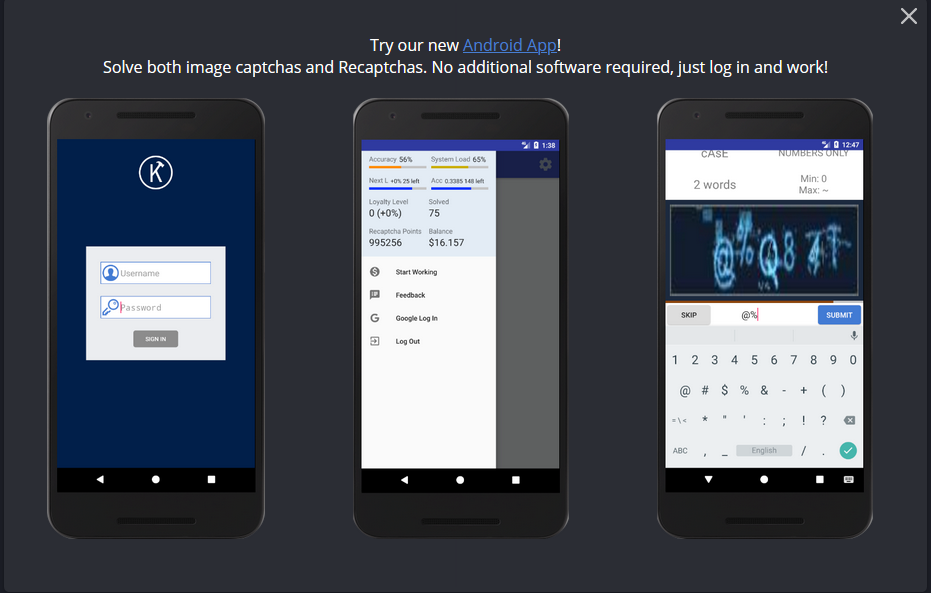 Try our new Android App!
Solve both image captchas and Recaptchas. No additional software required, just log in and work!
K
Username
Password
SIGN IN
1:38
Accuracy 56% System Load 65%
Next L +0% 25 left Acc 0.3385 148 left
Loyalty Level Solved
0 (+0%) 75
Recaptcha Points Balance
995256 $16.157
Start Working
Feedback
G Google Log In
Log Out
12:47
cAsE NUMBERS ONLY
2 words Min: 0
Max: ~
SKIP @% SUBMIT
1 2 3 4 5 6 7 8 9 0
@ # $ % & - + ( )
= \ < * " ' : ; ! ?
ABC , _ English / .